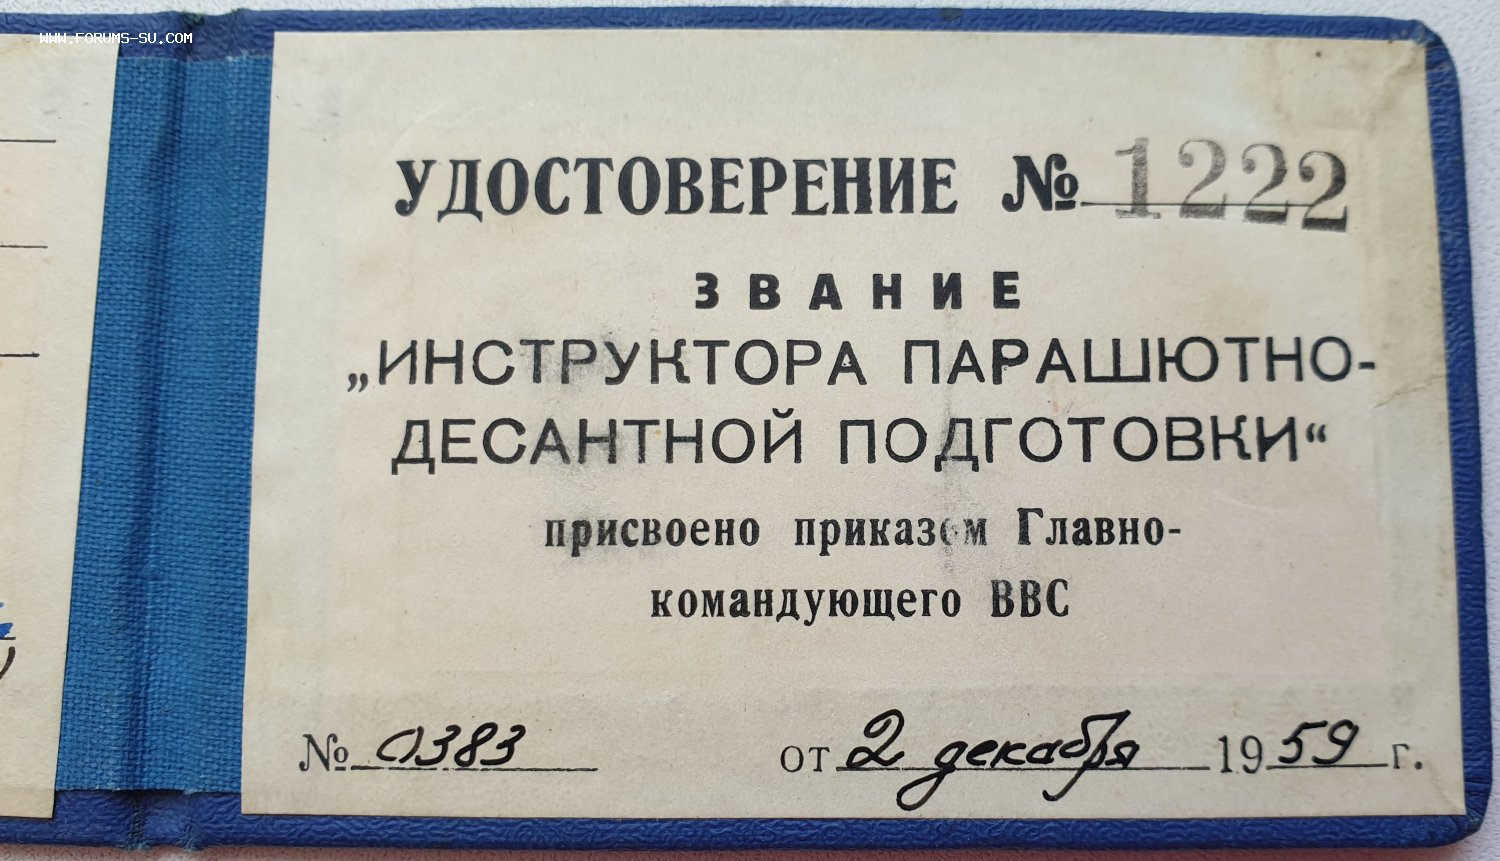 WWW.FORUMS-SU.COM
УДОСТОВЕРЕНИЕ № 1222
ЗВАНИЕ
„ИНСТРУКТОРА ПАРАШЮТНО-
ДЕСАНТНОЙ ПОДГОТОВКИ“
присвоено приказом Главно-
командующего ВВС
№ 0383 от 2 декабря 1959 г.